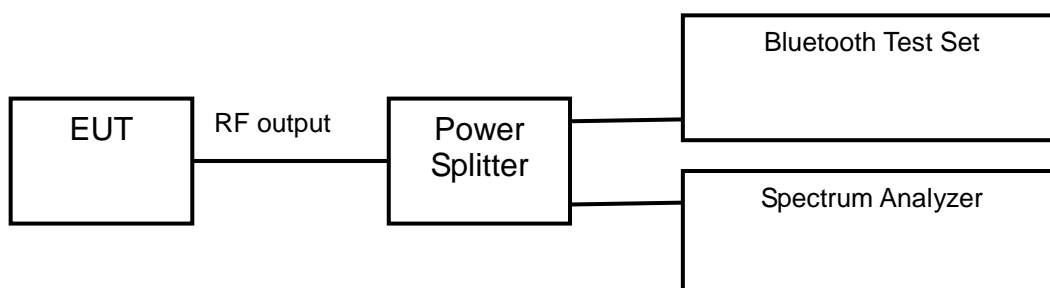 EUT
RF output
Power
Splitter
Bluetooth Test Set
Spectrum Analyzer